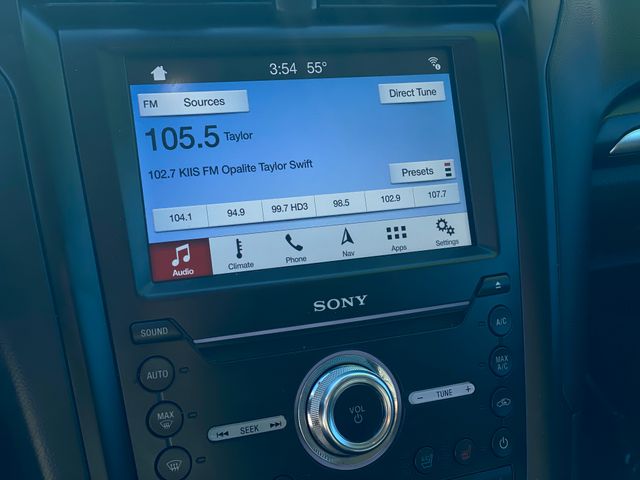 3:54 55°
FM Sources
Direct Tune
105.5 Taylor
102.7 KIIS FM Opalite Taylor Swift
Presets
104.1 94.9 99.7 HD3 98.5 102.9 107.7
Audio Climate Phone Nav Apps Settings
SONY
SOUND
A/C
AUTO
MAX A/C
MAX
VOL
- TUNE +
SEEK